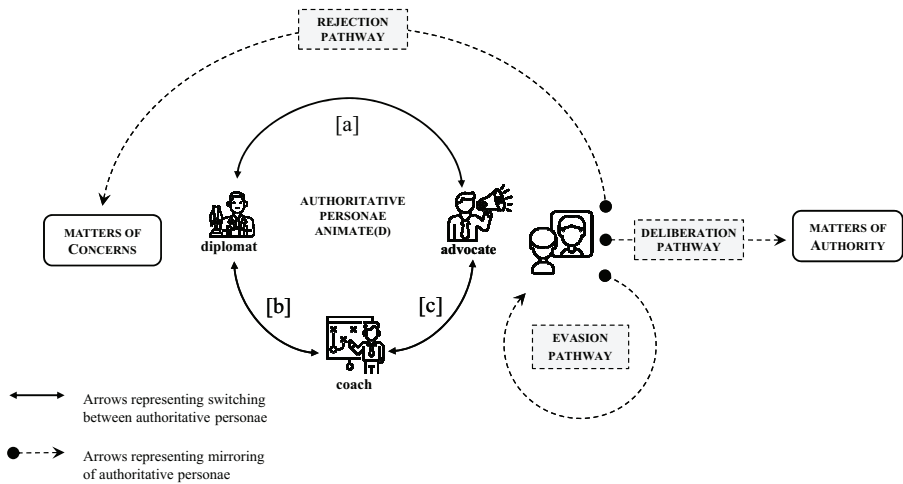 REJECTION
PATHWAY
[a]
AUTHORITATIVE
PERSONAE
ANIMATE(D)
diplomat
advocate
MATTERS OF
CONCERNS
DELIBERATION
PATHWAY
MATTERS OF
AUTHORITY
[b]
[c]
EVASION
PATHWAY
coach
Arrows representing switching
between authoritative personae
Arrows representing mirroring
of authoritative personae